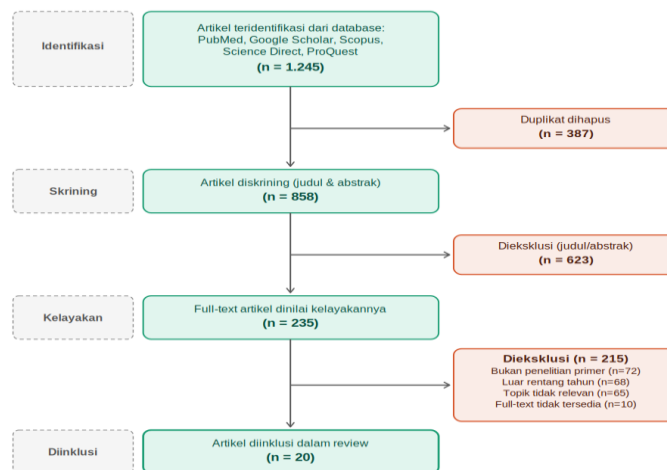 Identifikasi
Artikel teridentifikasi dari database:
PubMed, Google Scholar, Scopus,
Science Direct, ProQuest
(n = 1.245)
Duplikat dihapus
(n = 387)
Skrining
Artikel diskrining (judul & abstrak)
(n = 858)
Dieksklusi (judul/abstrak)
(n = 623)
Kelayakan
Full-text artikel dinilai kelayakannya
(n = 235)
Dieksklusi (n = 215)
Bukan penelitian primer (n=72)
Luar rentang tahun (n=68)
Topik tidak relevan (n=65)
Full-text tidak tersedia (n=10)
Diinklusi
Artikel diinklusi dalam review
(n = 20)